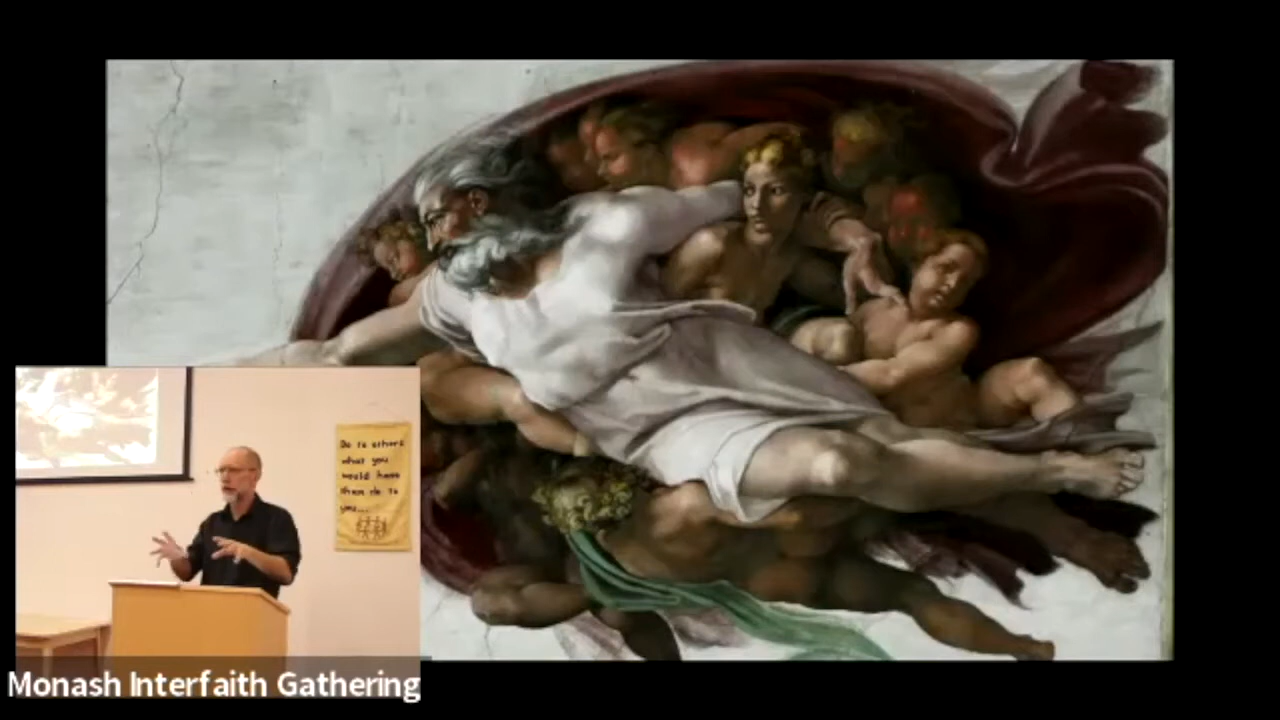 Do to others
what you
would have
them do to
you...
Monash Interfaith Gathering